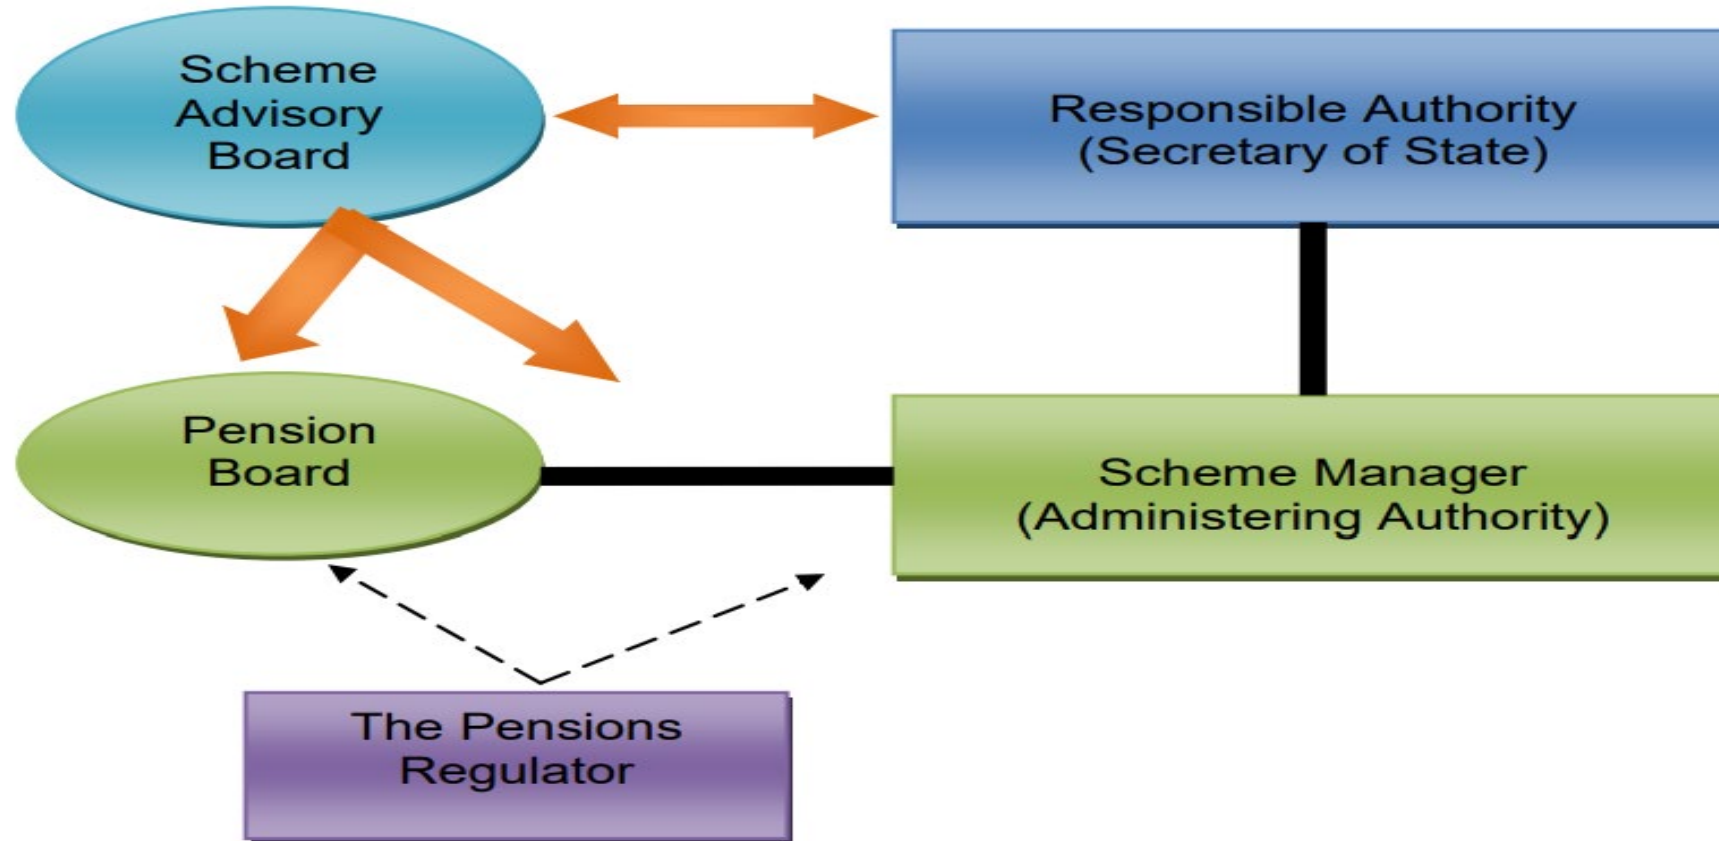 Scheme
Advisory
Board
Responsible Authority
(Secretary of State)
Pension
Board
Scheme Manager
(Administering Authority)
The Pensions
Regulator